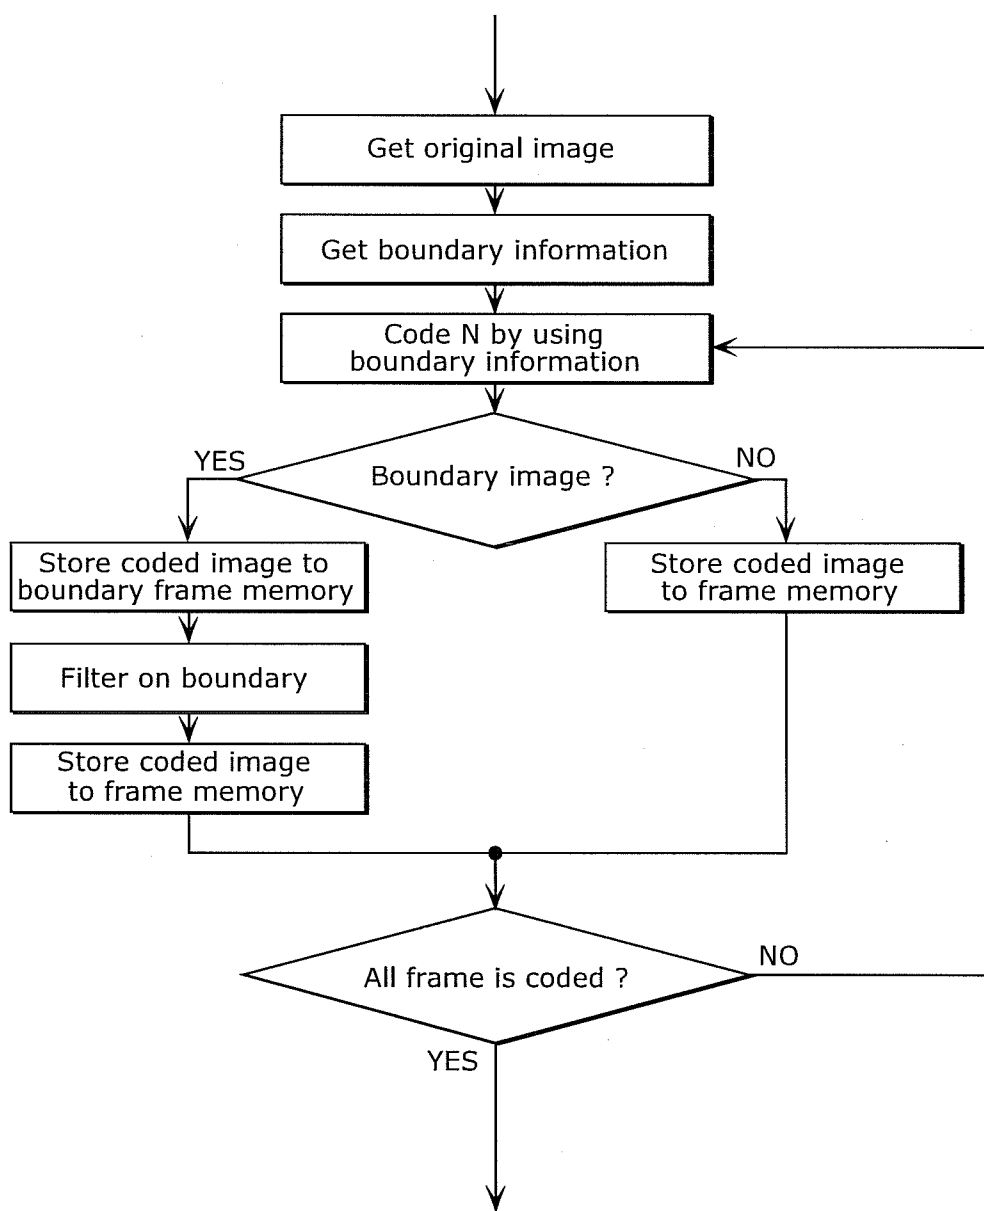 Get original image
Get boundary information
Code N by using
boundary information
Boundary image ?
YES
NO
Store coded image to
boundary frame memory
Store coded image
to frame memory
Filter on boundary
Store coded image
to frame memory
All frame is coded ?
NO
YES